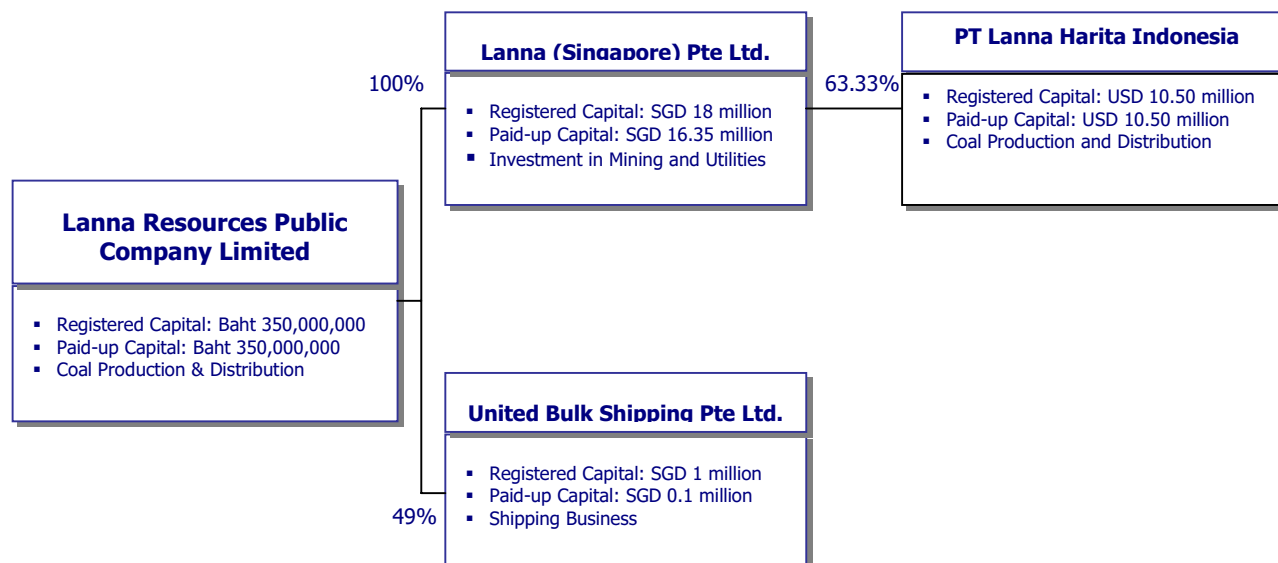 Lanna Resources Public
Company Limited
▪ Registered Capital: Baht 350,000,000
▪ Paid-up Capital: Baht 350,000,000
▪ Coal Production & Distribution
100%
Lanna (Singapore) Pte Ltd.
▪ Registered Capital: SGD 18 million
▪ Paid-up Capital: SGD 16.35 million
▪ Investment in Mining and Utilities
63.33%
PT Lanna Harita Indonesia
▪ Registered Capital: USD 10.50 million
▪ Paid-up Capital: USD 10.50 million
▪ Coal Production and Distribution
49%
United Bulk Shipping Pte Ltd.
▪ Registered Capital: SGD 1 million
▪ Paid-up Capital: SGD 0.1 million
▪ Shipping Business